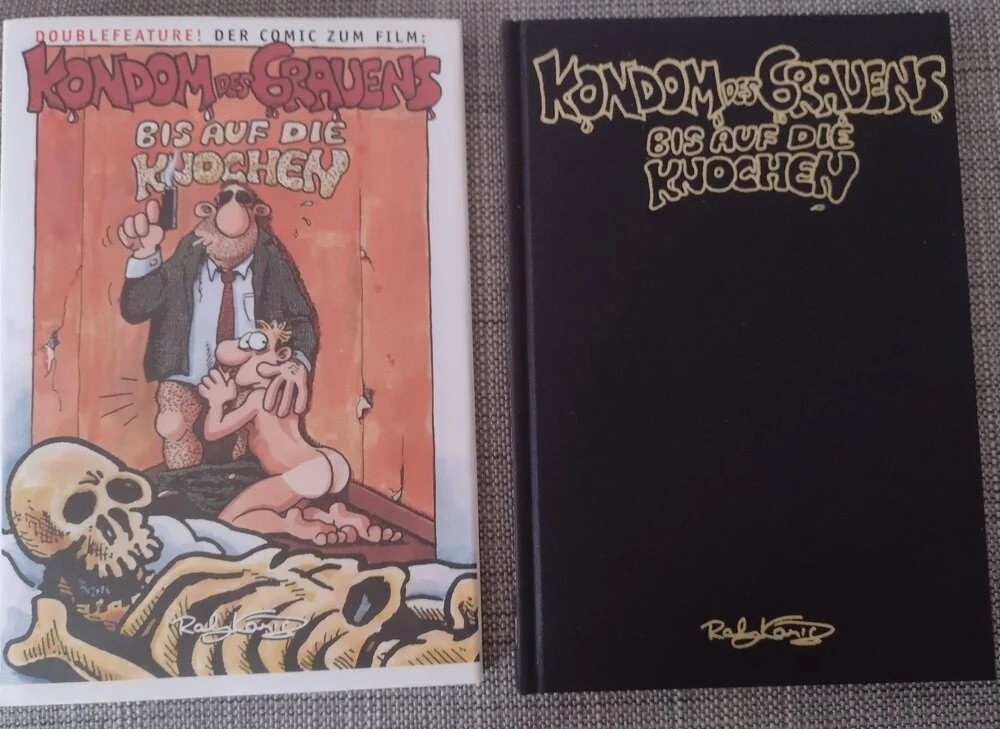 DOUBLEFEATURE! DER COMIC ZUM FILM:
KONDOM DES GRAUENS
BIS AUF DIE
KNOCHEN
Ralf König
KONDOM DES GRAUENS
BIS AUF DIE
KNOCHEN
Ralf König